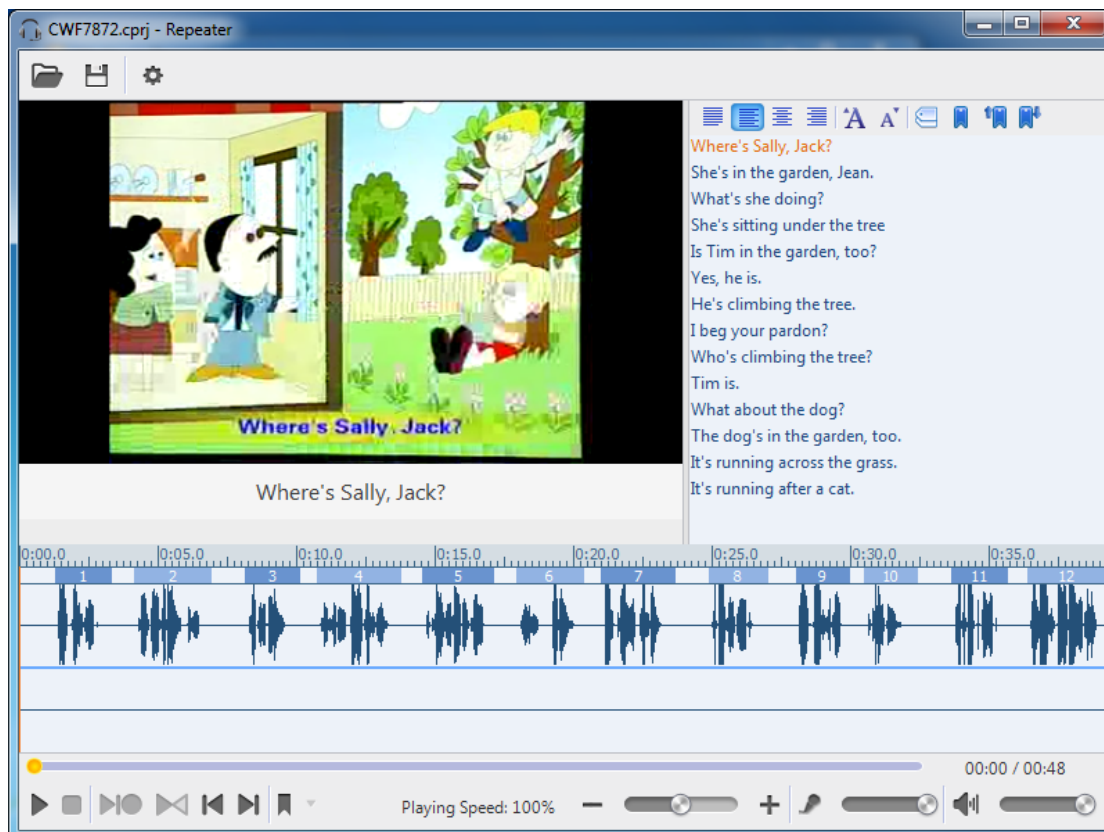 CWF7872.cprj - Repeater
Where's Sally, Jack?
Where's Sally, Jack?
She's in the garden, Jean.
What's she doing?
She's sitting under the tree
Is Tim in the garden, too?
Yes, he is.
He's climbing the tree.
I beg your pardon?
Who's climbing the tree?
Tim is.
What about the dog?
The dog's in the garden, too.
It's running across the grass.
It's running after a cat.
Where's Sally, Jack?
0:00.0 0:05.0 0:10.0 0:15.0 0:20.0 0:25.0 0:30.0 0:35.0
1 2 3 4 5 6 7 8 9 10 11 12
00:00 / 00:48
Playing Speed: 100%